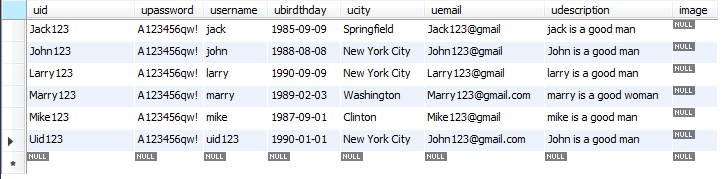 uid upassword username ubirdthday ucity uemail udescription image
Jack123 A123456qw! jack 1985-09-09 Springfield Jack123@gmail jack is a good man NULL
John123 A123456qw! john 1988-08-08 New York City John123@gmail John is a good man NULL
Larry123 A123456qw! larry 1990-09-09 New York City Larry123@gmail larry is a good man NULL
Marry123 A123456qw! marry 1989-02-03 Washington Marry123@gmail.com marry is a good woman NULL
Mike123 A123456qw! mike 1987-09-01 Clinton Mike123@gmail mike is a good man NULL
Uid123 A123456qw! uid123 1990-01-01 New York City John123@gmail.com John is a good man NULL
* NULL NULL NULL NULL NULL NULL NULL NULL